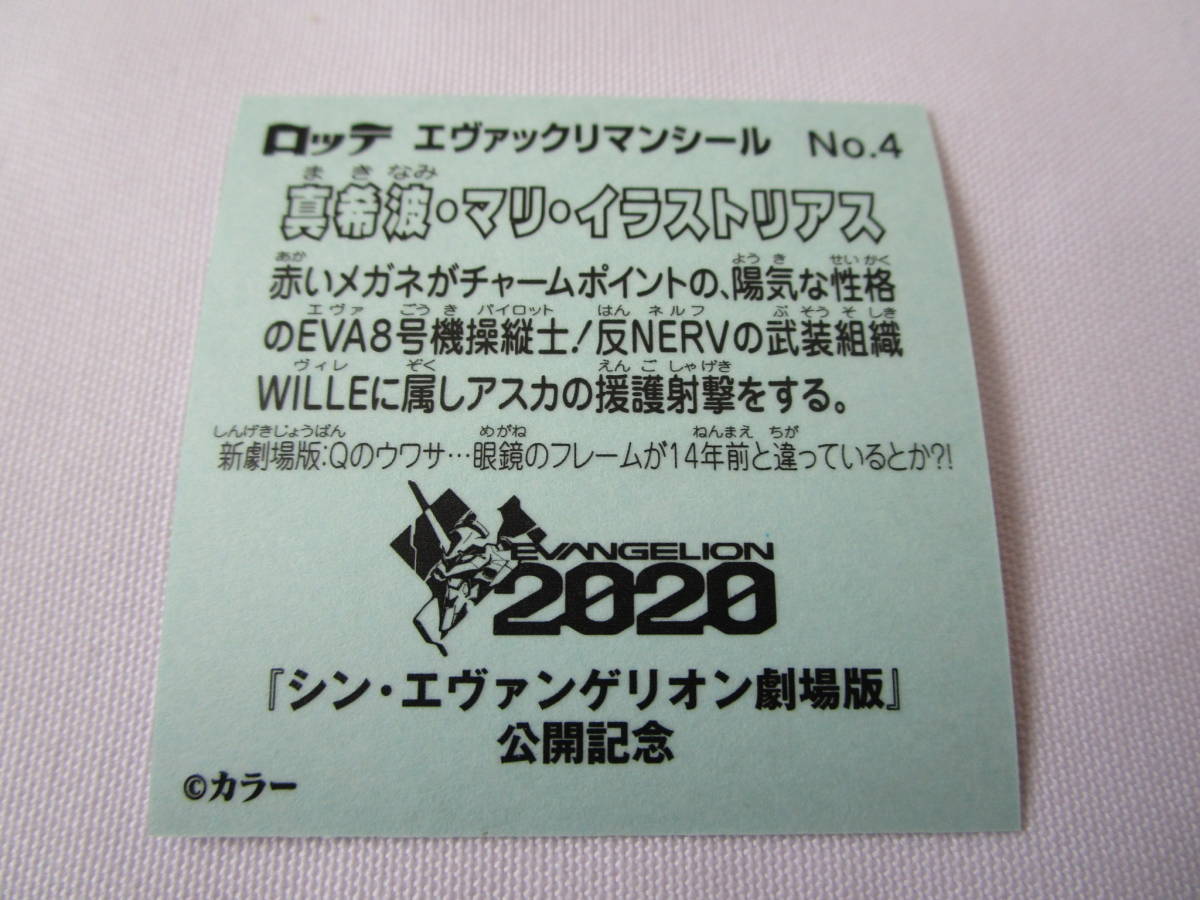 ロッテ エヴァックリマンシール No.4
まきなみ
真希波・マリ・イラストリアス
あか ようき せいかく
赤いメガネがチャームポイントの、陽気な性格
エヴァ ごうき パイロット はん ネルフ ぶそうそしき
のEVA8号機操縦士!反NERVの武装組織
ヴィレ ぞく えんごしゃげき
WILLEに属しアスカの援護射撃をする。
しんげきじょうばん めがね ねんまえ ちが
新劇場版:Qのウワサ…眼鏡のフレームが14年前と違っているとか?!
EVANGELION
2020
『シン・エヴァンゲリオン劇場版』
公開記念
©カラー